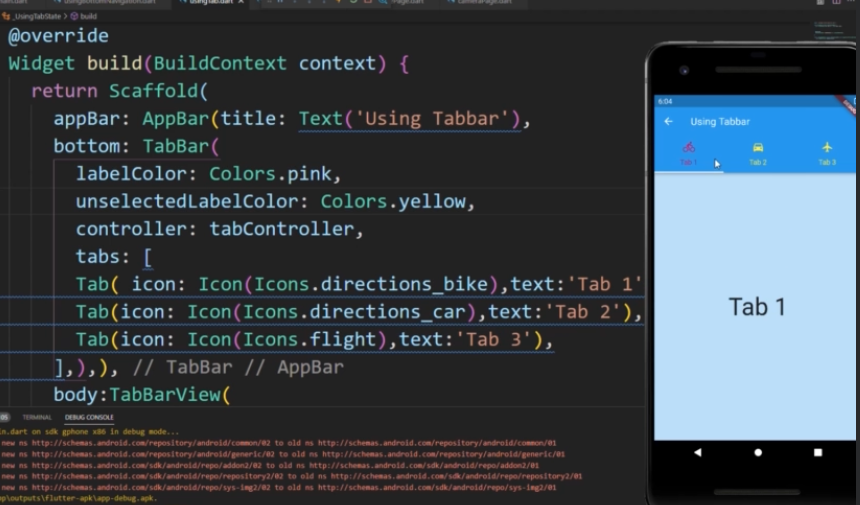 usingTab.dart
_UsingTabState > build
@override
Widget build(BuildContext context) {
return Scaffold(
appBar: AppBar(title: Text('Using Tabbar'),
bottom: TabBar(
labelColor: Colors.pink,
unselectedLabelColor: Colors.yellow,
controller: tabController,
tabs: [
Tab( icon: Icon(Icons.directions_bike),text:'Tab 1'
Tab(icon: Icon(Icons.directions_car),text:'Tab 2'),
Tab(icon: Icon(Icons.flight),text:'Tab 3'),
],),), // TabBar // AppBar
body:TabBarView(
TERMINAL DEBUG CONSOLE
in.dart on sdk gphone x86 in debug mode...
new ns http://schemas.android.com/repository/android/common/02 to old ns http://schemas.android.com/repository/android/common/01
new ns http://schemas.android.com/repository/android/generic/02 to old ns http://schemas.android.com/repository/android/generic/01
new ns http://schemas.android.com/sdk/android/repo/addon2/02 to old ns http://schemas.android.com/sdk/android/repo/addon2/01
new ns http://schemas.android.com/sdk/android/repo/repository2/02 to old ns http://schemas.android.com/sdk/android/repo/repository2/01
new ns http://schemas.android.com/sdk/android/repo/sys-img2/02 to old ns http://schemas.android.com/sdk/android/repo/sys-img2/01
p\outputs\flutter-apk\app-debug.apk.
6:04
Using Tabbar
Tab 1 Tab 2 Tab 3
Tab 1